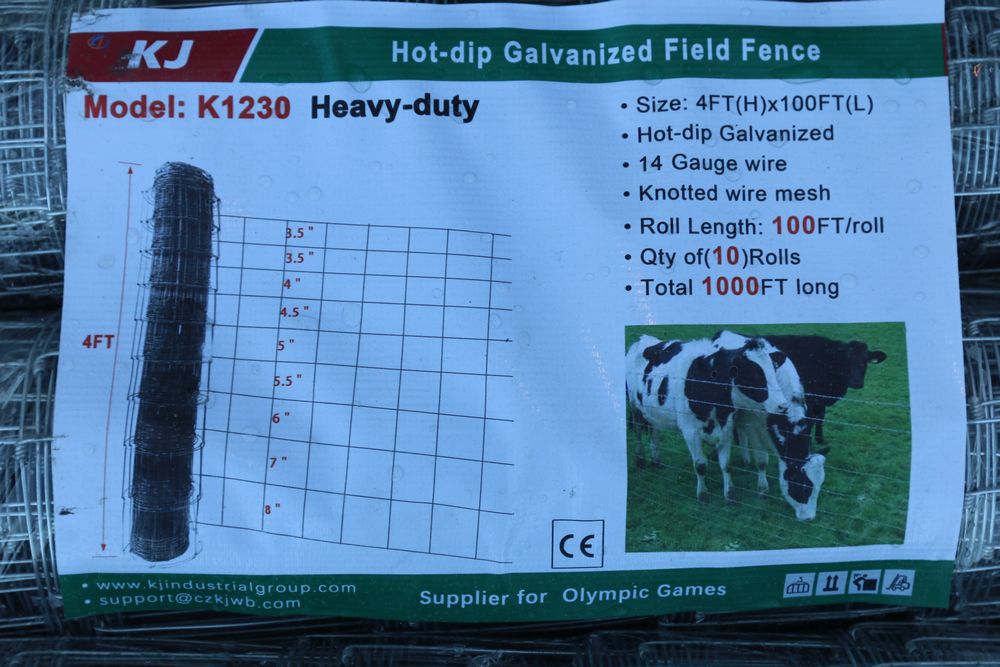 KJ
Hot-dip Galvanized Field Fence
Model: K1230 Heavy-duty
• Size: 4FT(H)x100FT(L)
• Hot-dip Galvanized
• 14 Gauge wire
• Knotted wire mesh
• Roll Length: 100FT/roll
• Qty of(10)Rolls
• Total 1000FT long
4FT
3.5 "
3.5 "
4 "
4.5 "
5 "
5.5 "
6 "
7 "
8 "
CE
• www.kjindustrialgroup.com
• support@czkjwb.com
Supplier for Olympic Games